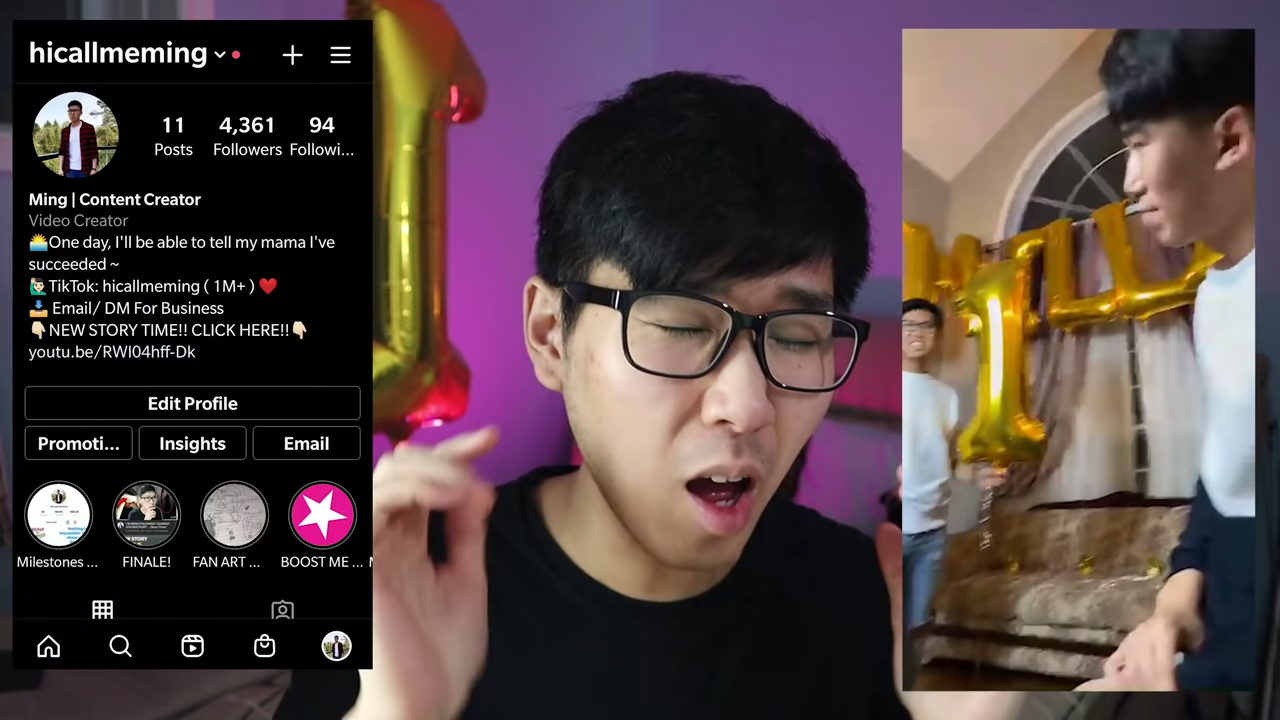 hicallmeming
11 4,361 94
Posts Followers Followi...
Ming | Content Creator
Video Creator
🌅One day, I'll be able to tell my mama I've
succeeded ~
🙋🏻‍♂️TikTok: hicallmeming ( 1M+ ) ❤️
📥 Email/ DM For Business
👇🏻NEW STORY TIME!! CLICK HERE!!👇🏻
youtu.be/RWl04hff-Dk
Edit Profile
Promoti... Insights Email
Milestones ... FINALE! FAN ART ... BOOST ME ...